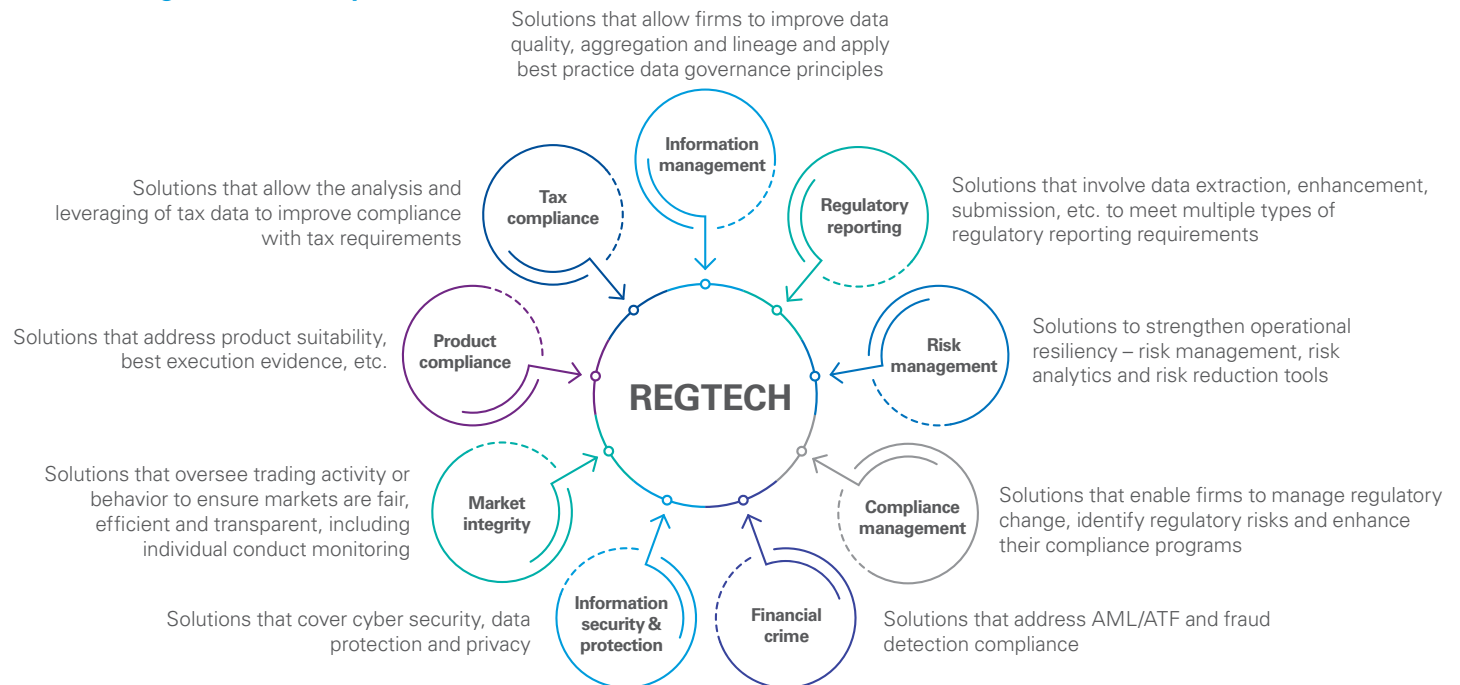 Solutions that allow firms to improve data
quality, aggregation and lineage and apply
best practice data governance principles
Information
management
Tax
compliance
Solutions that allow the analysis and
leveraging of tax data to improve compliance
with tax requirements
Regulatory
reporting
Solutions that involve data extraction, enhancement,
submission, etc. to meet multiple types of
regulatory reporting requirements
Product
compliance
Solutions that address product suitability,
best execution evidence, etc.
REGTECH
Risk
management
Solutions to strengthen operational
resiliency – risk management, risk
analytics and risk reduction tools
Market
integrity
Solutions that oversee trading activity or
behavior to ensure markets are fair,
efficient and transparent, including
individual conduct monitoring
Compliance
management
Solutions that enable firms to manage regulatory
change, identify regulatory risks and enhance
their compliance programs
Information
security &
protection
Solutions that cover cyber security, data
protection and privacy
Financial
crime
Solutions that address AML/ATF and fraud
detection compliance